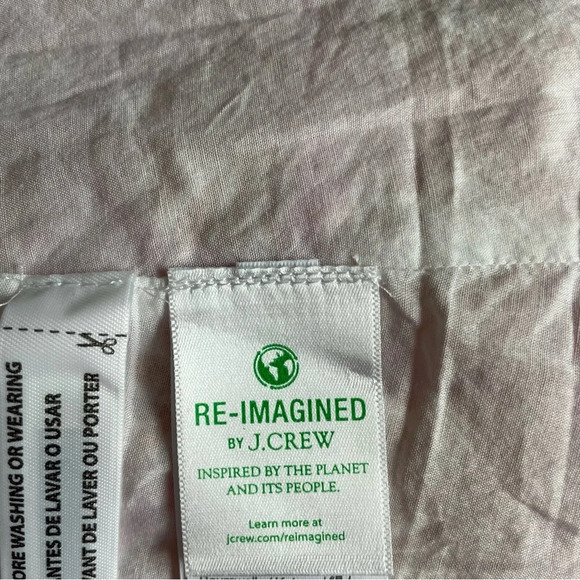 ORE WASHING OR WEARING
ANTES DE LAVAR O USAR
VANT DE LAVER OU PORTER
RE-IMAGINED
BY J.CREW
INSPIRED BY THE PLANET
AND ITS PEOPLE.
Learn more at
jcrew.com/reimagined